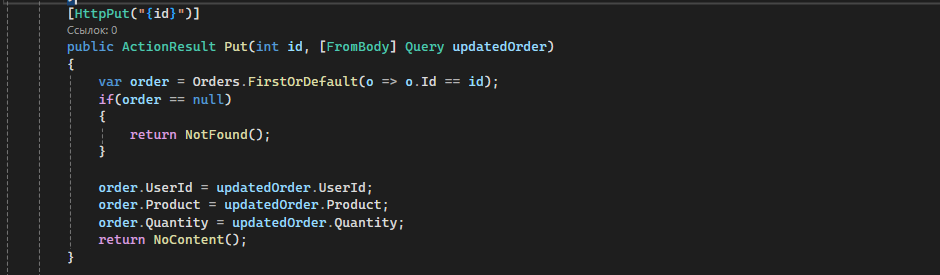 [HttpPut("{id}")]
Ссылок: 0
public ActionResult Put(int id, [FromBody] Query updatedOrder)
{
var order = Orders.FirstOrDefault(o => o.Id == id);
if(order == null)
{
return NotFound();
}
order.UserId = updatedOrder.UserId;
order.Product = updatedOrder.Product;
order.Quantity = updatedOrder.Quantity;
return NoContent();
}